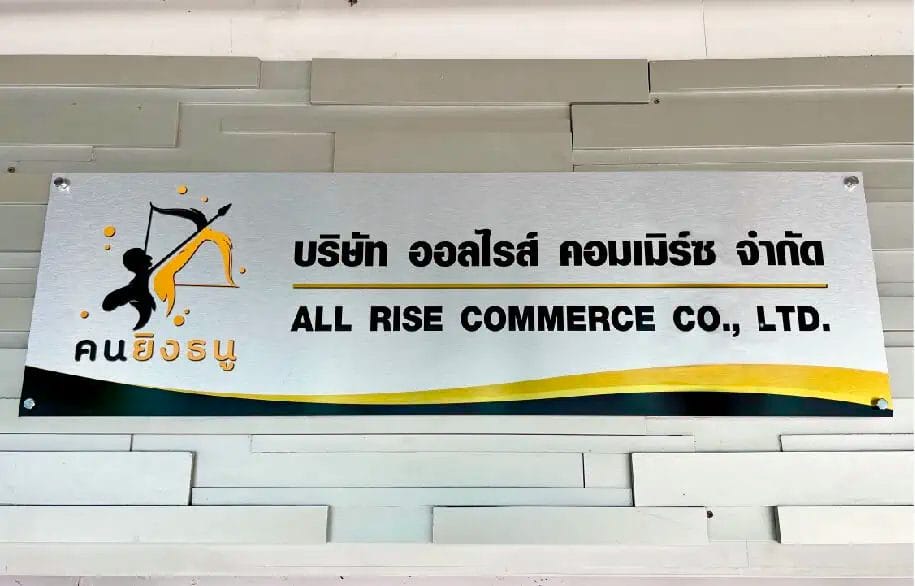 คนยิงธนู
บริษัท ออลไรส์ คอมเมิร์ซ จำกัด
ALL RISE COMMERCE CO., LTD.